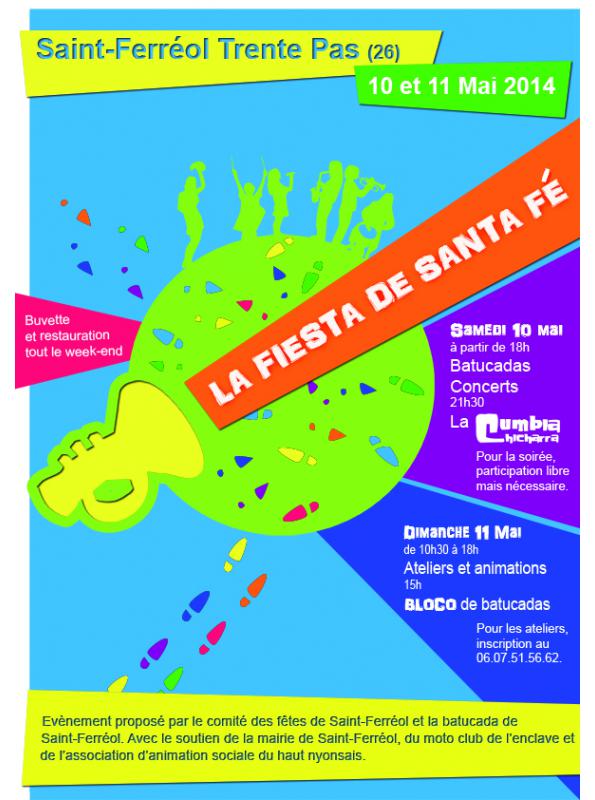 Saint-Ferréol Trente Pas (26)
10 et 11 Mai 2014
LA FIESTA DE SANTA FÉ
Buvette
et restauration
tout le week-end
Samedi 10 mai
à partir de 18h
Batucadas
Concerts
21h30
La Cumbia
Chicharra
Pour la soirée,
participation libre
mais nécessaire.
Dimanche 11 Mai
de 10h30 à 18h
Ateliers et animations
15h
BLOCO de batucadas
Pour les ateliers,
inscription au
06.07.51.56.62.
Evènement proposé par le comité des fêtes de Saint-Ferréol et la batucada de
Saint-Ferréol. Avec le soutien de la mairie de Saint-Ferréol, du moto club de l'enclave et
de l'association d'animation sociale du haut nyonsais.